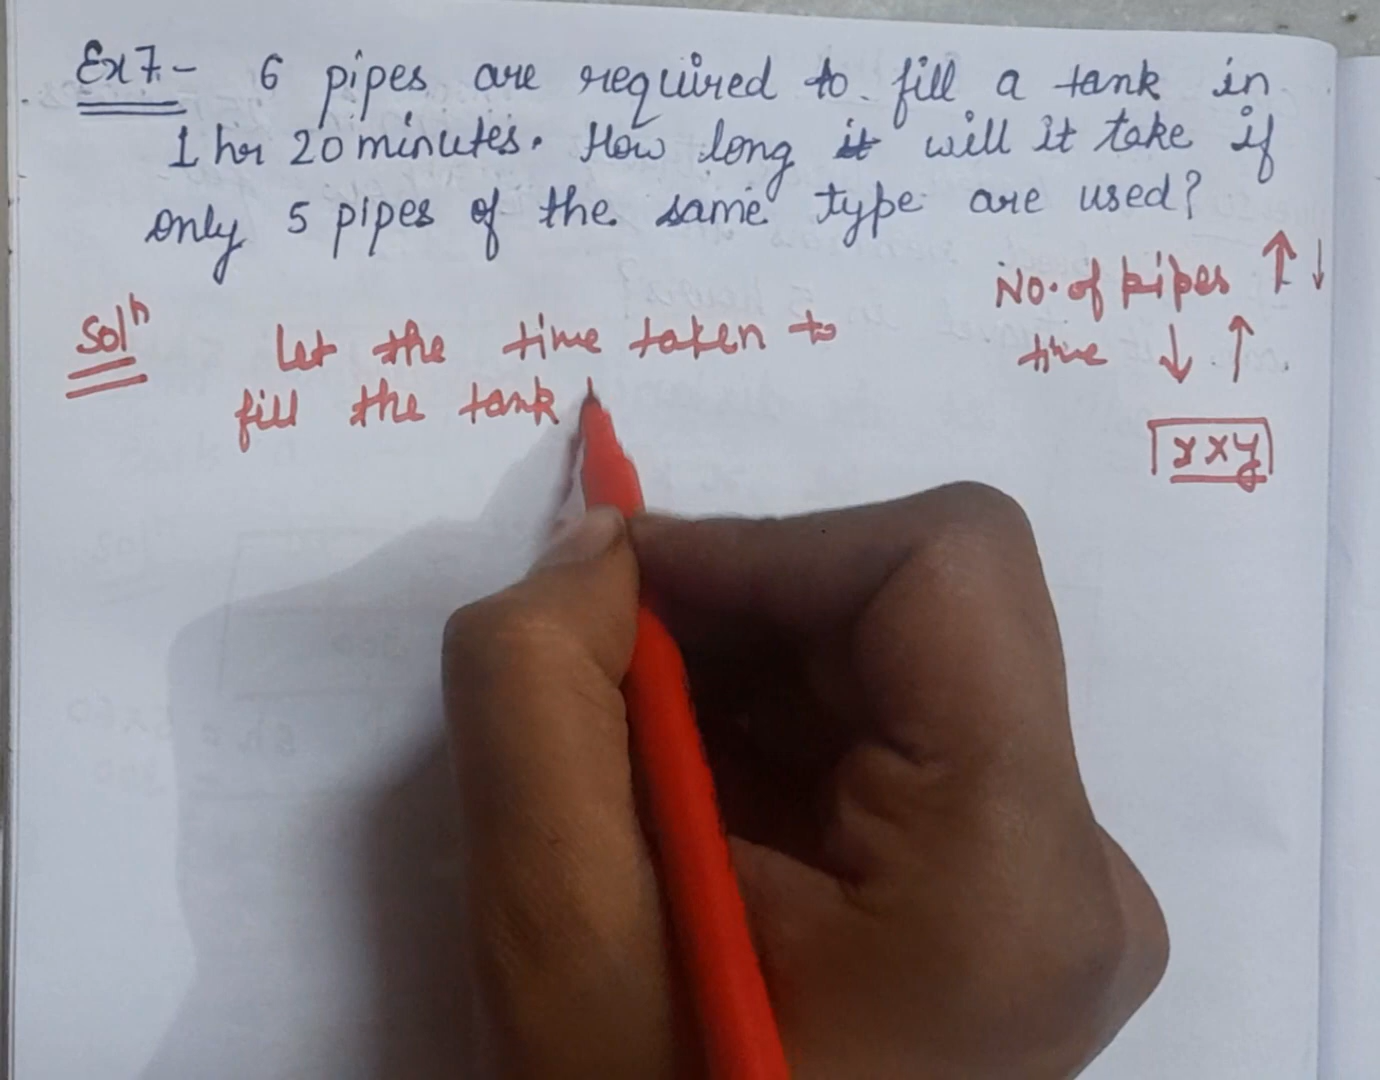 Ex 7- 6 pipes are required to fill a tank in
1 hr 20 minutes. How long it will it take if
only 5 pipes of the same type are used?
No. of pipes ↑ ↓
time ↓ ↑
x x y
Solⁿ Let the time taken to
fill the tank